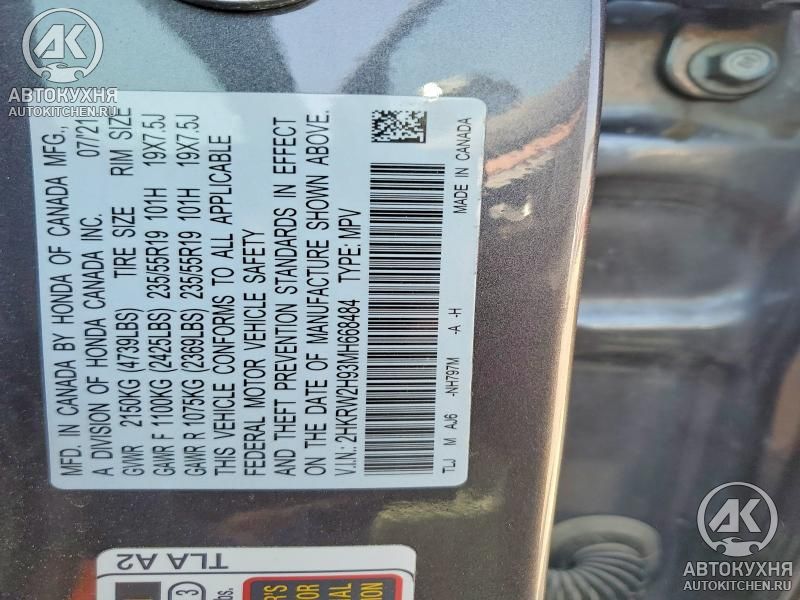 AK
АВТОКУХНЯ
AUTOKITCHEN.RU
MFD. IN CANADA BY HONDA OF CANADA MFG.,
A DIVISION OF HONDA CANADA INC. 07/21
GVWR 2150KG (4739LBS) TIRE SIZE RIM SIZE
GAWR F 1100KG (2425LBS) 235/55R19 101H 19X7.5J
GAWR R 1075KG (2369LBS) 235/55R19 101H 19X7.5J
THIS VEHICLE CONFORMS TO ALL APPLICABLE
FEDERAL MOTOR VEHICLE SAFETY
AND THEFT PREVENTION STANDARDS IN EFFECT
ON THE DATE OF MANUFACTURE SHOWN ABOVE.
V.I.N.: 2HKRW2H93MH668484 TYPE: MPV
TLJ M AJ6 -NH797M -A -H MADE IN CANADA
TLA A2
3
lbs.
AK
АВТОКУХНЯ
AUTOKITCHEN.RU